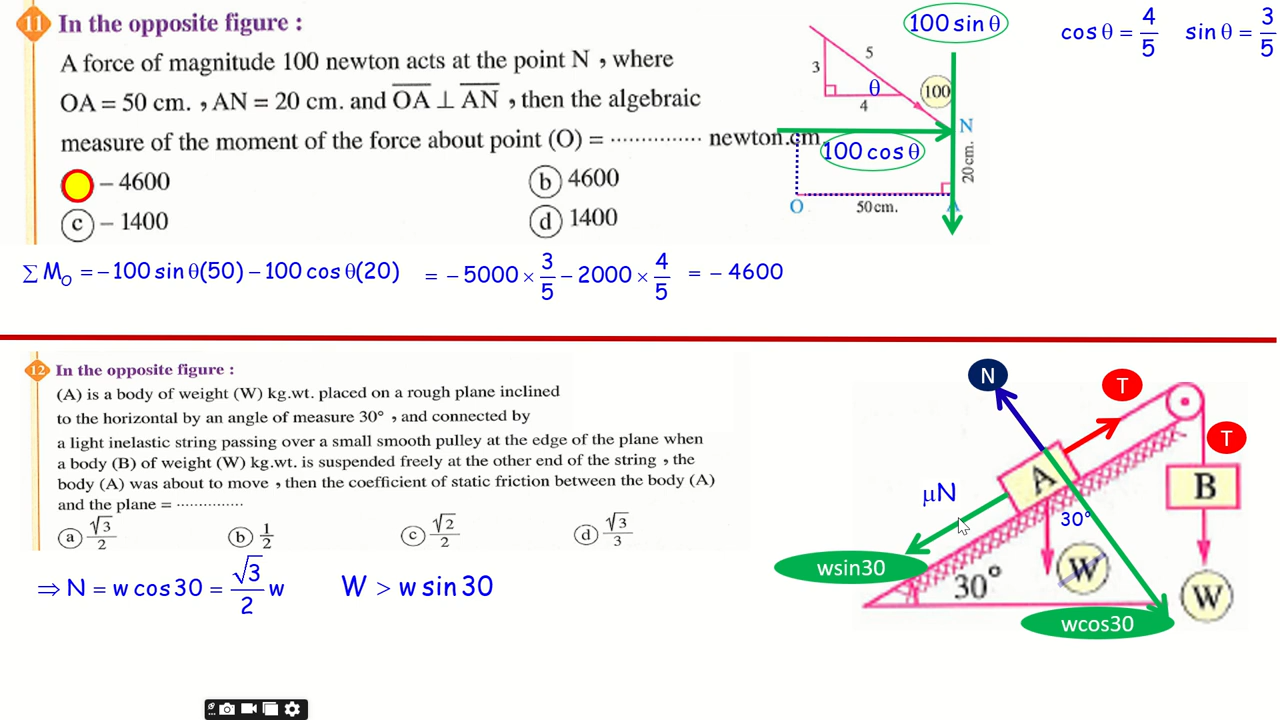 11 In the opposite figure :
A force of magnitude 100 newton acts at the point N , where
OA = 50 cm. , AN = 20 cm. and OA ⊥ AN , then the algebraic
measure of the moment of the force about point (O) = ··············· newton.cm.
– 4600
b 4600
c – 1400
d 1400
100 sin θ
cos θ = 4/5 sin θ = 3/5
3
5
θ
4
100
N
100 cos θ
20 cm.
O
50 cm.
A
∑ M_O = – 100 sin θ(50) – 100 cos θ(20) = – 5000 × 3/5 – 2000 × 4/5 = – 4600
12 In the opposite figure :
(A) is a body of weight (W) kg.wt. placed on a rough plane inclined
to the horizontal by an angle of measure 30° , and connected by
a light inelastic string passing over a small smooth pulley at the edge of the plane when
a body (B) of weight (W) kg.wt. is suspended freely at the other end of the string , the
body (A) was about to move , then the coefficient of static friction between the body (A)
and the plane = ···············
a √3/2
b 1/2
c √2/2
d √3/3
⇒ N = w cos 30 = √3/2 w W > w sin 30
N
T
T
A
B
μN
30°
wsin30
30°
W
W
wcos30